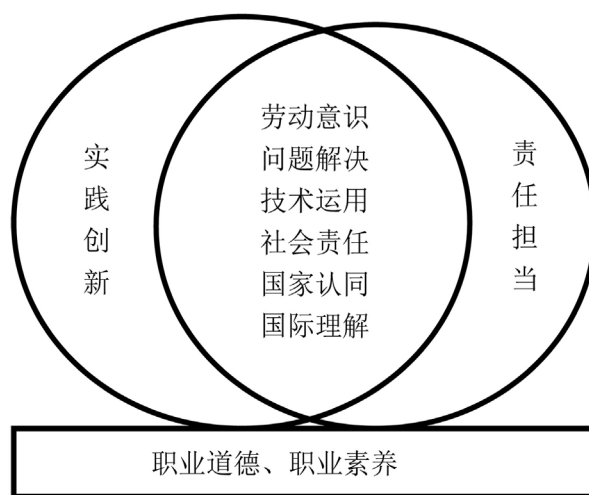 实践创新
劳动意识
问题解决
技术运用
社会责任
国家认同
国际理解
责任担当
职业道德、职业素养